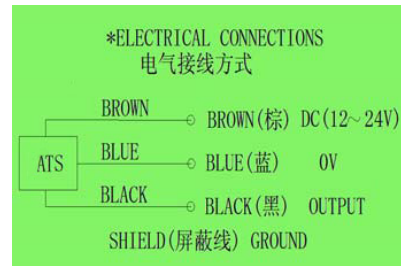 *ELECTRICAL CONNECTIONS
电气接线方式
BROWN
BROWN(棕) DC(12~24V)
ATS
BLUE
BLUE(蓝) 0V
BLACK
BLACK(黑) OUTPUT
SHIELD(屏蔽线) GROUND